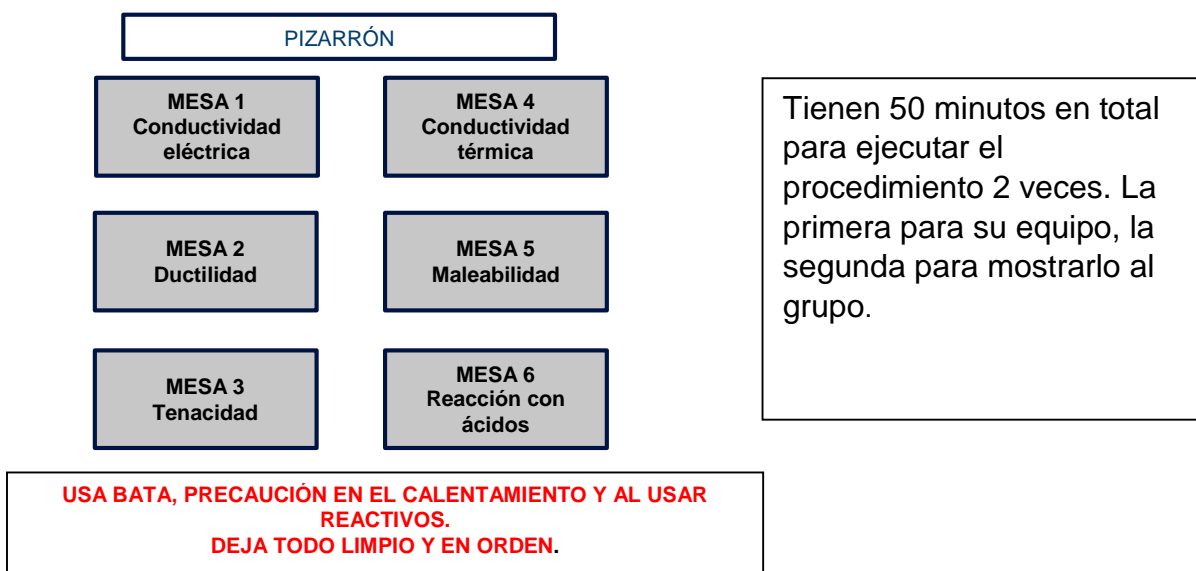 PIZARRÓN
MESA 1
Conductividad
eléctrica
MESA 4
Conductividad
térmica
MESA 2
Ductilidad
MESA 5
Maleabilidad
MESA 3
Tenacidad
MESA 6
Reacción con
ácidos
Tienen 50 minutos en total
para ejecutar el
procedimiento 2 veces. La
primera para su equipo, la
segunda para mostrarlo al
grupo.
USA BATA, PRECAUCIÓN EN EL CALENTAMIENTO Y AL USAR
REACTIVOS.
DEJA TODO LIMPIO Y EN ORDEN.